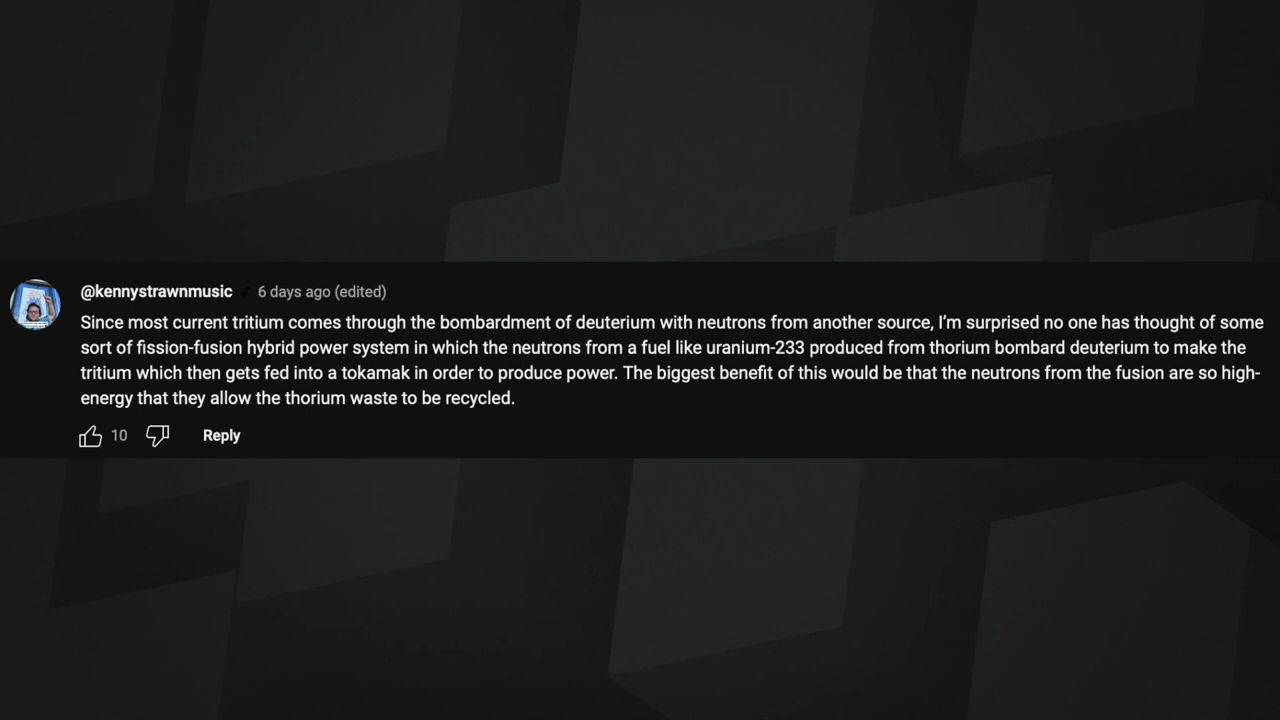 @kennystrawnmusic 6 days ago (edited)
Since most current tritium comes through the bombardment of deuterium with neutrons from another source, I’m surprised no one has thought of some
sort of fission-fusion hybrid power system in which the neutrons from a fuel like uranium-233 produced from thorium bombard deuterium to make the
tritium which then gets fed into a tokamak in order to produce power. The biggest benefit of this would be that the neutrons from the fusion are so high-
energy that they allow the thorium waste to be recycled.
10 Reply